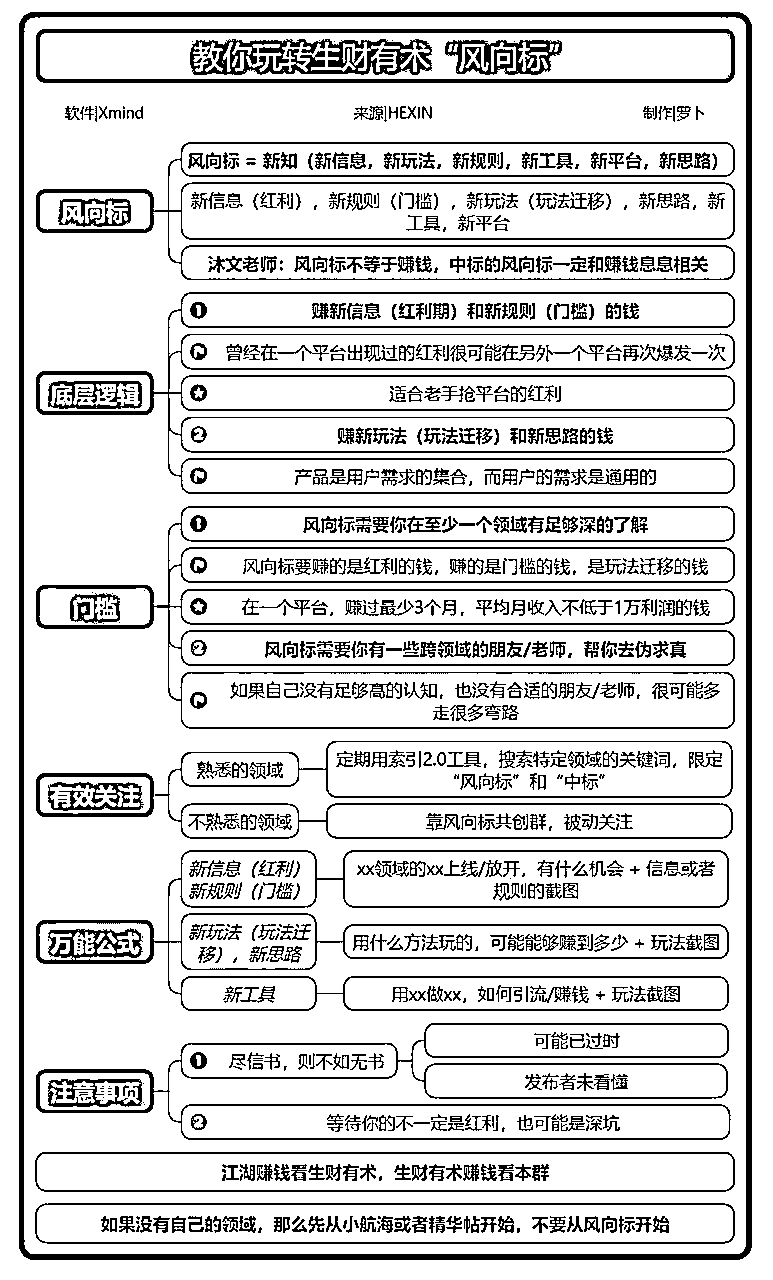 教你玩转生财有术“风向标”
软件|Xmind
来源|HEXIN
制作|罗卜
风向标
风向标 = 新知（新信息，新玩法，新规则，新工具，新平台，新思路）
新信息（红利），新规则（门槛），新玩法（玩法迁移），新思路，新
工具，新平台
沐文老师：风向标不等于赚钱，中标的风向标一定和赚钱息息相关
底层逻辑
1 赚新信息（红利期）和新规则（门槛）的钱
曾经在一个平台出现过的红利很可能在另外一个平台再次爆发一次
适合老手抢平台的红利
2 赚新玩法（玩法迁移）和新思路的钱
产品是用户需求的集合，而用户的需求是通用的
门槛
1 风向标需要你在至少一个领域有足够深的了解
风向标要赚的是红利的钱，赚的是门槛的钱，是玩法迁移的钱
在一个平台，赚过最少3个月，平均月收入不低于1万利润的钱
2 风向标需要你有一些跨领域的朋友/老师，帮你去伪求真
如果自己没有足够高的认知，也没有合适的朋友/老师，很可能多
走很多弯路
有效关注
熟悉的领域
定期用索引2.0工具，搜索特定领域的关键词，限定
“风向标”和“中标”
不熟悉的领域
靠风向标共创群，被动关注
万能公式
新信息（红利）
新规则（门槛）
xx领域的xx上线/放开，有什么机会 + 信息或者
规则的截图
新玩法（玩法迁
移），新思路
用什么方法玩的，可能能够赚到多少 + 玩法截图
新工具
用xx做xx，如何引流/赚钱 + 玩法截图
注意事项
1 尽信书，则不如无书
可能已过时
发布者未看懂
2 等待你的不一定是红利，也可能是深坑
江湖赚钱看生财有术，生财有术赚钱看本群
如果没有自己的领域，那么先从小航海或者精华帖开始，不要从风向标开始